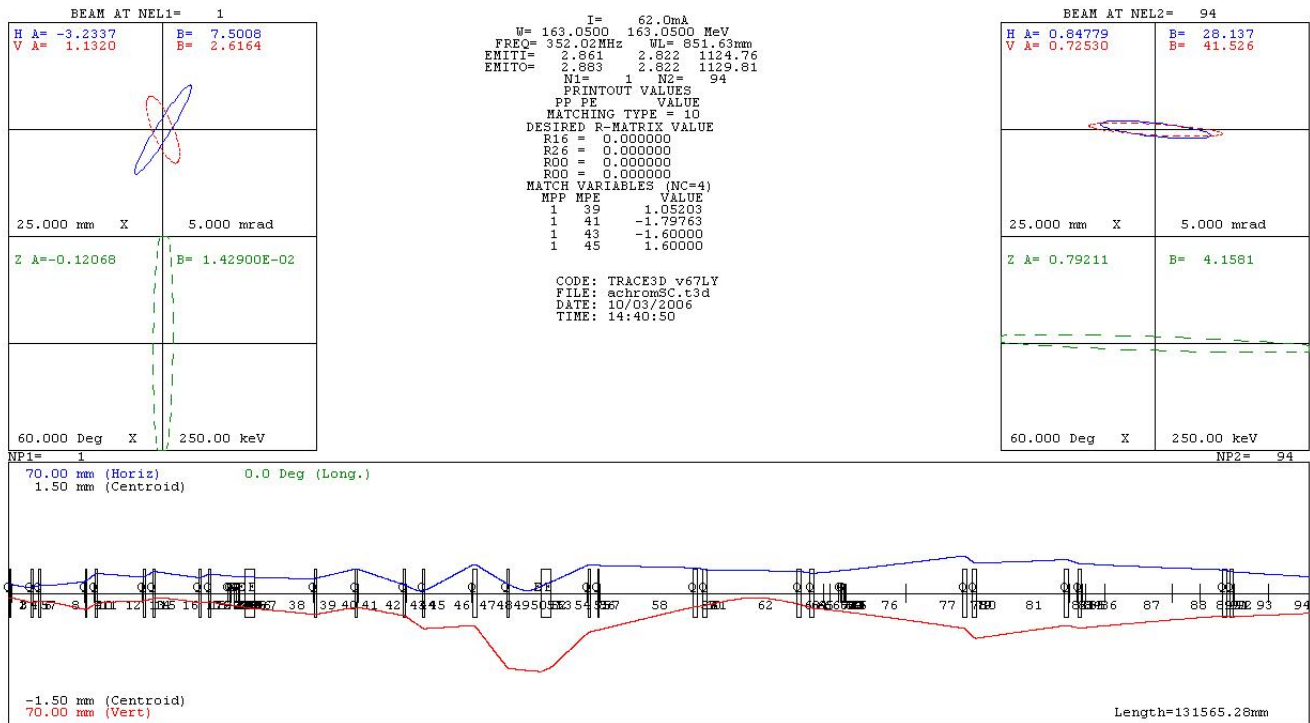 BEAM AT NEL1= 1
H A= -3.2337 B= 7.5008
V A= 1.1320 B= 2.6164
25.000 mm X 5.000 mrad
Z A=-0.12068 B= 1.42900E-02
60.000 Deg X 250.00 keV
I= 62.0mA
W= 163.0500 163.0500 MeV
FREQ= 352.02MHz WL= 851.63mm
EMITI= 2.861 2.822 1124.76
EMITO= 2.883 2.822 1129.81
N1= 1 N2= 94
PRINTOUT VALUES
PP PE VALUE
MATCHING TYPE = 10
DESIRED R-MATRIX VALUE
R16 = 0.000000
R26 = 0.000000
R00 = 0.000000
R00 = 0.000000
MATCH VARIABLES (NC=4)
MPP MPE VALUE
1 39 1.05203
1 41 -1.79763
1 43 -1.60000
1 45 1.60000
CODE: TRACE3D v67LY
FILE: achromSC.t3d
DATE: 10/03/2006
TIME: 14:40:50
BEAM AT NEL2= 94
H A= 0.84779 B= 28.137
V A= 0.72530 B= 41.526
25.000 mm X 5.000 mrad
Z A= 0.79211 B= 4.1581
60.000 Deg X 250.00 keV
NP1= 1 NP2= 94
70.00 mm (Horiz) 0.0 Deg (Long.)
1.50 mm (Centroid)
38 39 40 41 42 45 46 58 62 76 77 81 86 87 88 93 94
-1.50 mm (Centroid)
70.00 mm (Vert) Length=131565.28mm